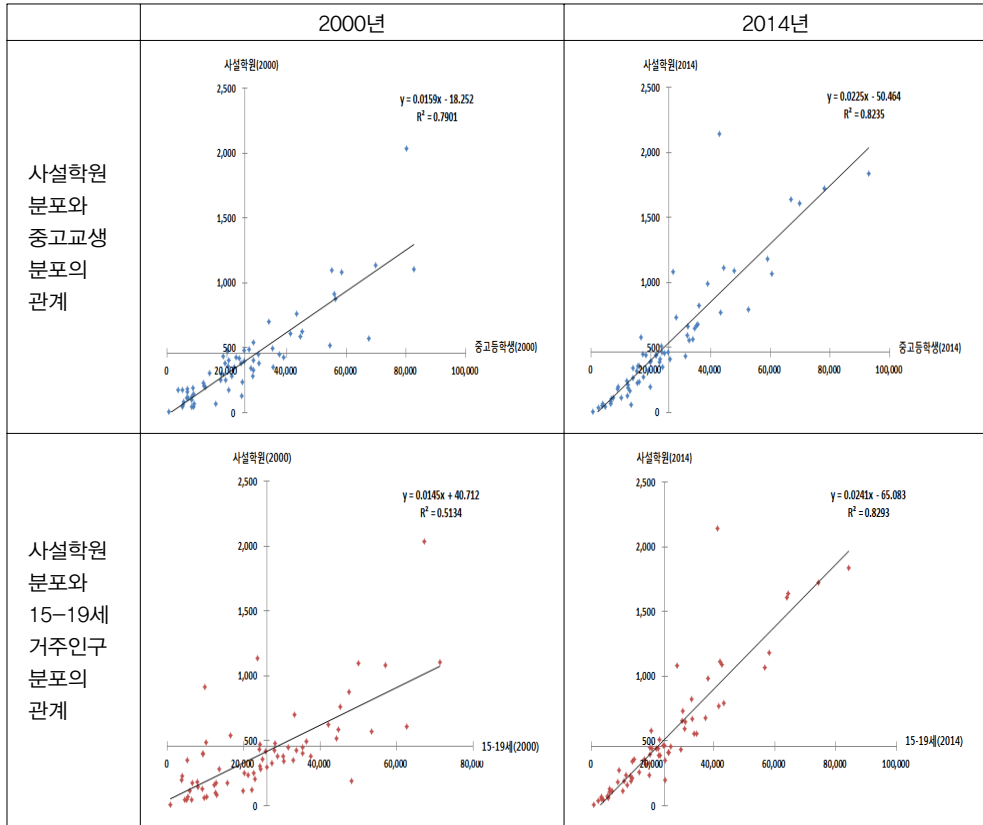 2000년
2014년
사설학원
분포와
중고교생
분포의
관계
사설학원(2000)
2,500
2,000
1,500
1,000
500
0
y = 0.0159x - 18.252
R² = 0.7901
중고등학생(2000)
0
20,000
40,000
60,000
80,000
100,000
사설학원(2014)
2,500
2,000
1,500
1,000
500
0
y = 0.0225x - 50.464
R² = 0.8235
중고등학생(2014)
0
20,000
40,000
60,000
80,000
100,000
사설학원
분포와
15-19세
거주인구
분포의
관계
사설학원(2000)
2,500
2,000
1,500
1,000
500
0
y = 0.0145x + 40.712
R² = 0.5134
15-19세(2000)
0
20,000
40,000
60,000
80,000
사설학원(2014)
2,500
2,000
1,500
1,000
500
0
y = 0.0241x - 65.083
R² = 0.8293
15-19세(2014)
0
20,000
40,000
60,000
80,000
100,000